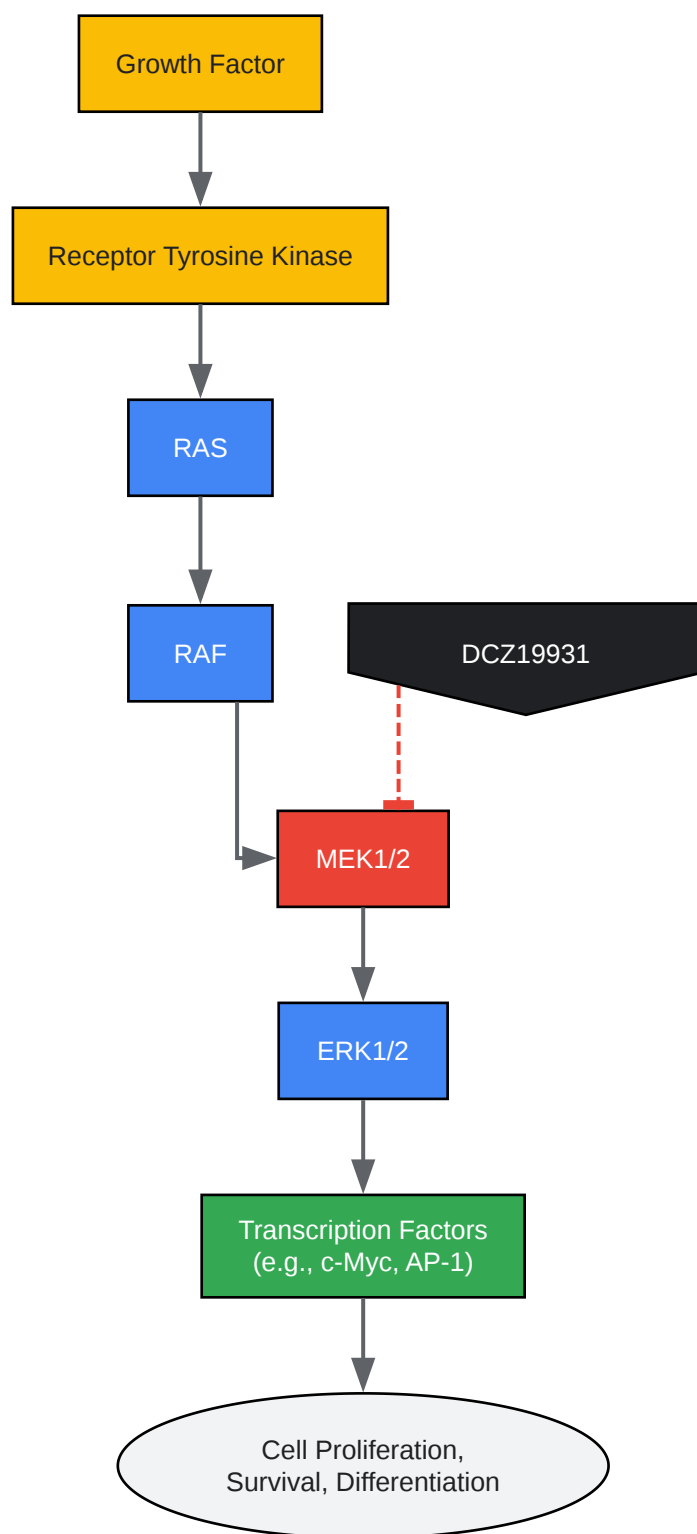 Growth Factor
Receptor Tyrosine Kinase
RAS
RAF
DCZ19931
MEK1/2
ERK1/2
Transcription Factors
(e.g., c-Myc, AP-1)
Cell Proliferation,
Survival, Differentiation